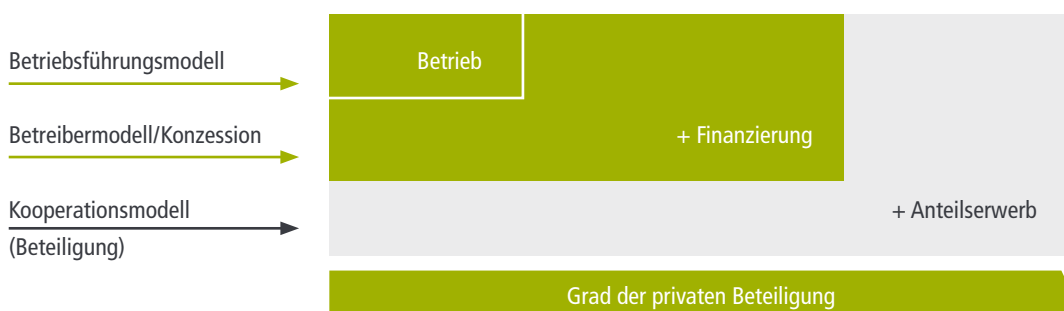 Betriebsführungsmodell
Betrieb
Betreibermodell/Konzession
+ Finanzierung
Kooperationsmodell
(Beteiligung)
+ Anteilserwerb
Grad der privaten Beteiligung